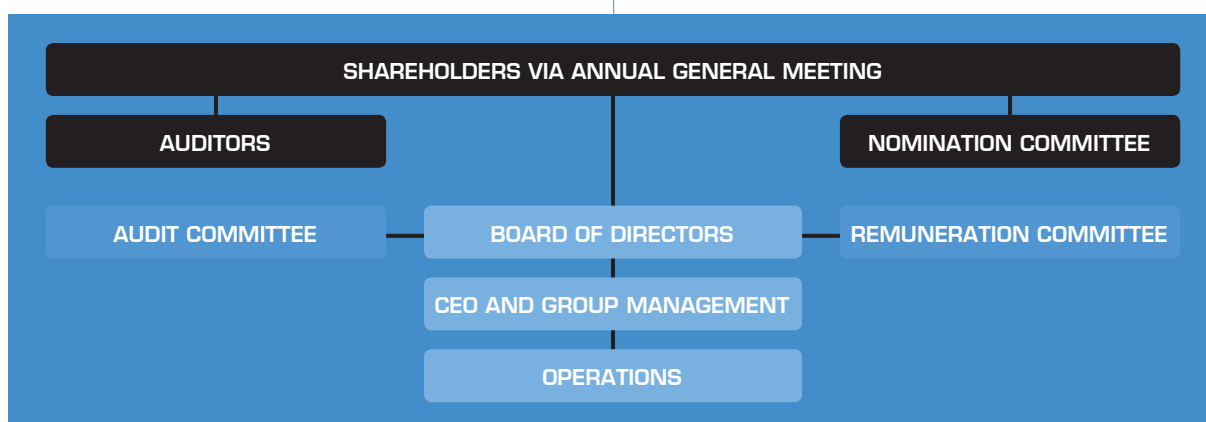 SHAREHOLDERS VIA ANNUAL GENERAL MEETING
AUDITORS
NOMINATION COMMITTEE
AUDIT COMMITTEE
BOARD OF DIRECTORS
REMUNERATION COMMITTEE
CEO AND GROUP MANAGEMENT
OPERATIONS